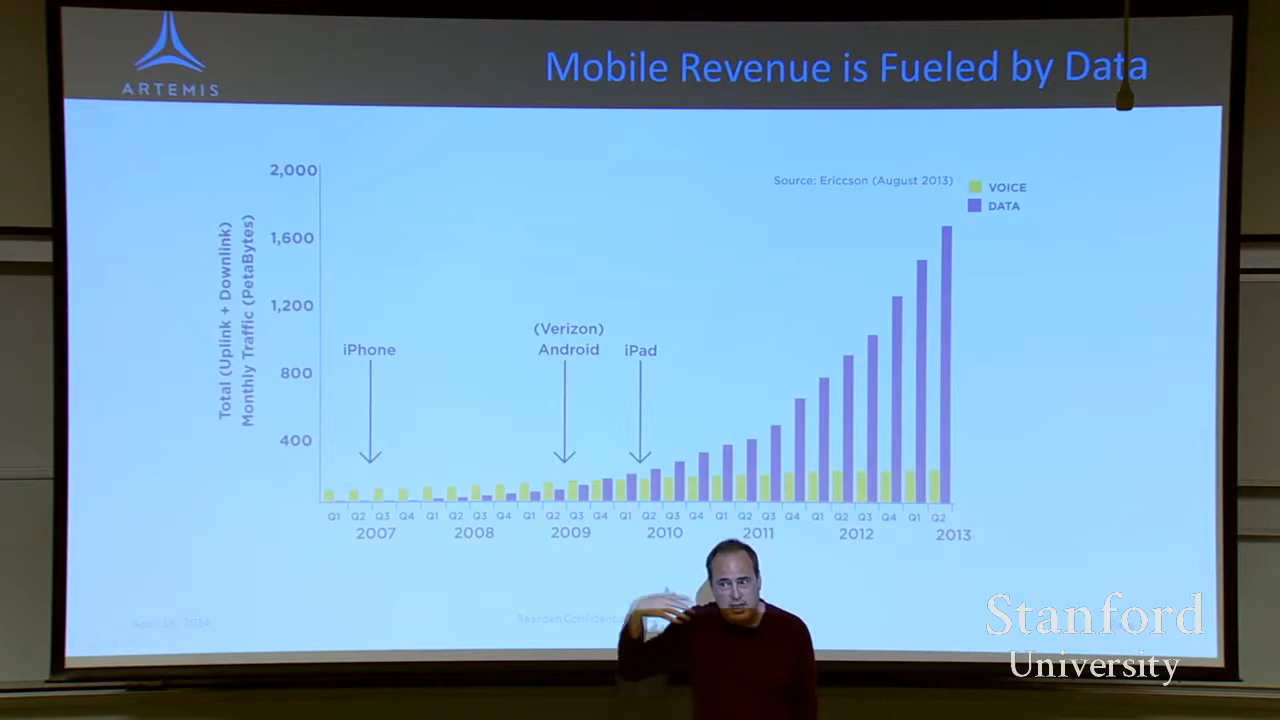 ARTEMIS
Mobile Revenue is Fueled by Data
Source: Ericcson (August 2013)
VOICE
DATA
Total (Uplink + Downlink)
Monthly Traffic (PetaBytes)
2,000
1,600
1,200
800
400
iPhone
(Verizon)
Android
iPad
Q1 Q2 Q3 Q4 Q1 Q2 Q3 Q4 Q1 Q2 Q3 Q4 Q1 Q2 Q3 Q4 Q1 Q2 Q3 Q4 Q1 Q2 Q3 Q4 Q1 Q2
2007 2008 2009 2010 2011 2012 2013
Rearden
Stanford
University